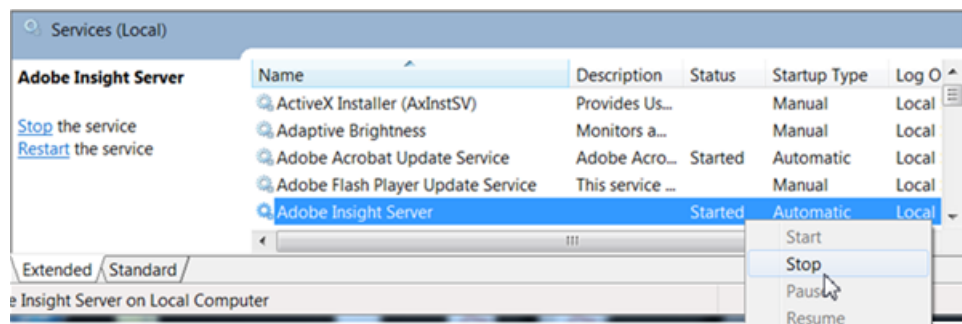 Services (Local)
Adobe Insight Server
Stop the service
Restart the service
Name Description Status Startup Type Log O
ActiveX Installer (AxInstSV) Provides Us... Manual Local
Adaptive Brightness Monitors a... Manual Local
Adobe Acrobat Update Service Adobe Acro... Started Automatic Local
Adobe Flash Player Update Service This service ... Manual Local
Adobe Insight Server Started Automatic Local
Start
Stop
Pause
Resume
Extended Standard
e Insight Server on Local Computer